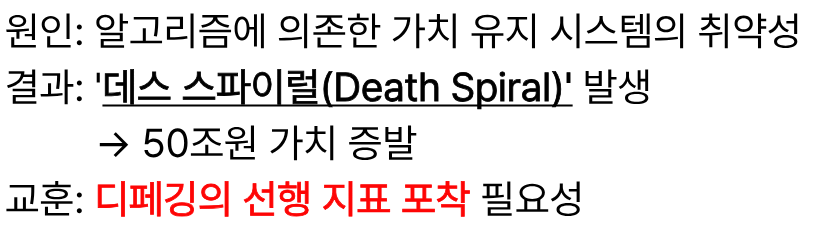 원인: 알고리즘에 의존한 가치 유지 시스템의 취약성
결과: '데스 스파이럴(Death Spiral)' 발생
→ 50조원 가치 증발
교훈: 디페깅의 선행 지표 포착 필요성